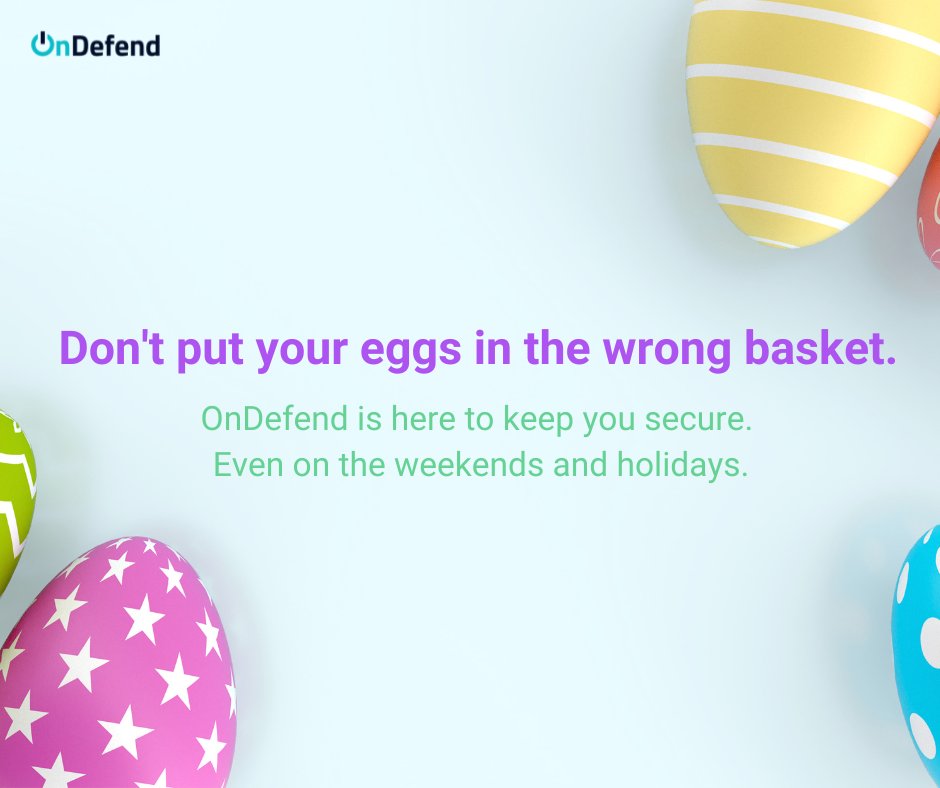 OnDefend
Don't put your eggs in the wrong basket.
OnDefend is here to keep you secure.
Even on the weekends and holidays.